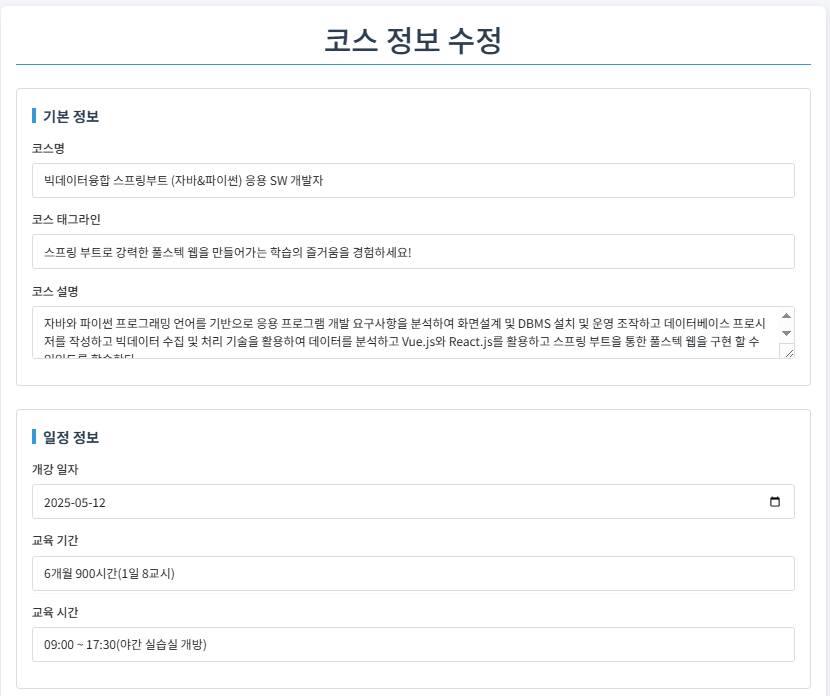 코스 정보 수정
기본 정보
코스명
빅데이터융합 스프링부트 (자바&파이썬) 응용 SW 개발자
코스 태그라인
스프링 부트로 강력한 풀스텍 웹을 만들어가는 학습의 즐거움을 경험하세요!
코스 설명
자바와 파이썬 프로그래밍 언어를 기반으로 응용 프로그램 개발 요구사항을 분석하여 화면설계 및 DBMS 설치 및 운영 조작하고 데이터베이스 프로시
저를 작성하고 빅데이터 수집 및 처리 기술을 활용하여 데이터를 분석하고 Vue.js와 React.js를 활용하고 스프링 부트을 통한 풀스텍 웹을 구현 할 수
일정 정보
개강 일자
2025-05-12
교육 기간
6개월 900시간(1일 8교시)
교육 시간
09:00 ~ 17:30(야간 실습실 개방)